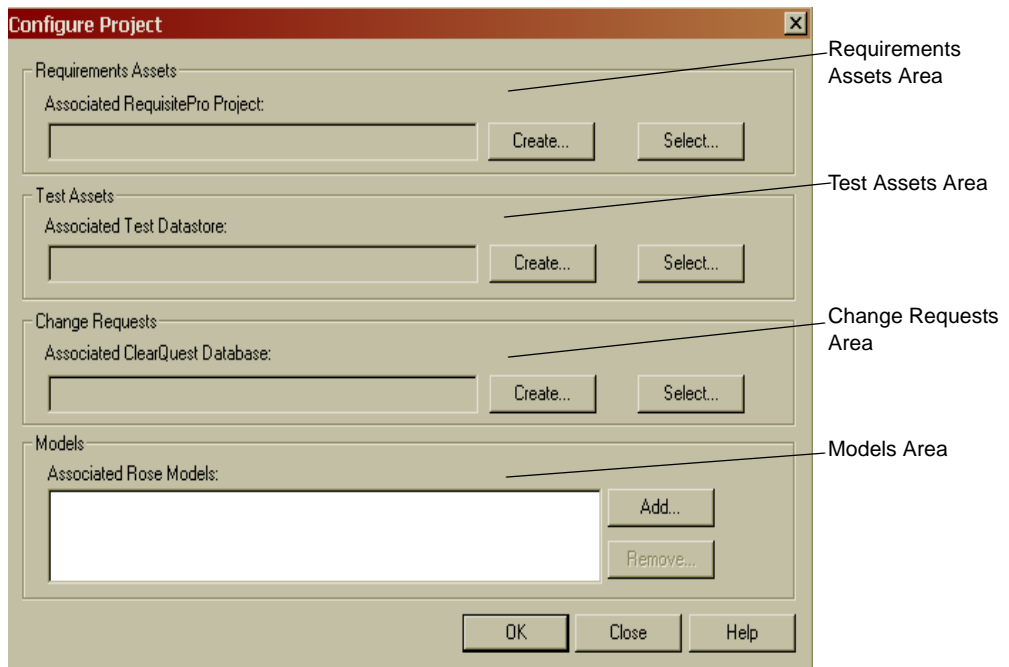 Configure Project
Requirements Assets
Associated RequisitePro Project:
Create...
Select...
Requirements
Assets Area
Test Assets
Associated Test Datastore:
Create...
Select...
Test Assets Area
Change Requests
Associated ClearQuest Database:
Create...
Select...
Change Requests
Area
Models
Associated Rose Models:
Add...
Remove...
Models Area
OK
Close
Help